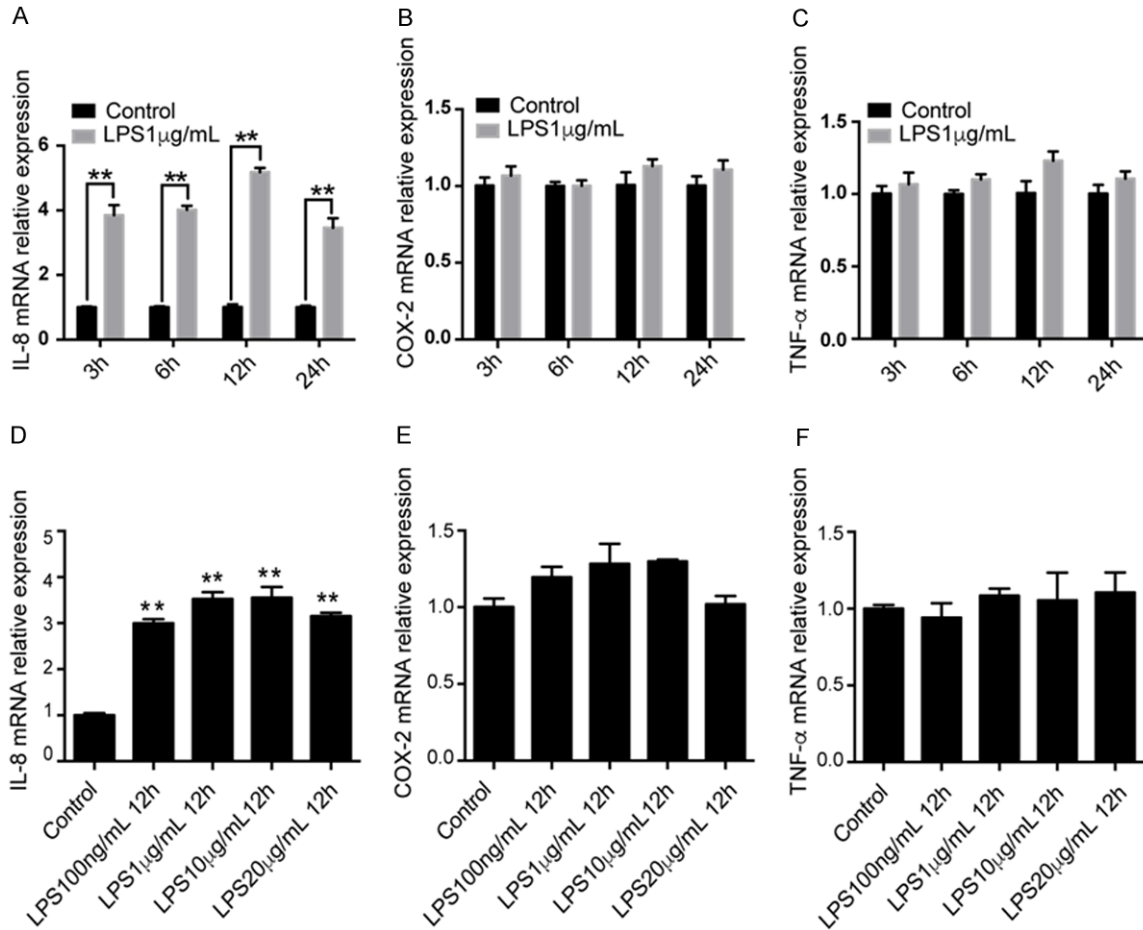 A
IL-8 mRNA relative expression
Control
LPS1μg/mL
6
4
2
0
**
**
**
**
3h
6h
12h
24h
B
COX-2 mRNA relative expression
Control
LPS1μg/mL
1.5
1.0
0.5
0.0
3h
6h
12h
24h
C
TNF-α mRNA relative expression
Control
LPS1μg/mL
1.5
1.0
0.5
0.0
3h
6h
12h
24h
D
IL-8 mRNA relative expression
5
4
3
2
1
0
**
**
**
**
Control
LPS100ng/mL 12h
LPS1μg/mL 12h
LPS10μg/mL 12h
LPS20μg/mL 12h
E
COX-2 mRNA relative expression
1.5
1.0
0.5
0.0
Control
LPS100ng/mL 12h
LPS1μg/mL 12h
LPS10μg/mL 12h
LPS20μg/mL 12h
F
TNF-α mRNA relative expression
1.5
1.0
0.5
0.0
Control
LPS100ng/mL 12h
LPS1μg/mL 12h
LPS10μg/mL 12h
LPS20μg/mL 12h